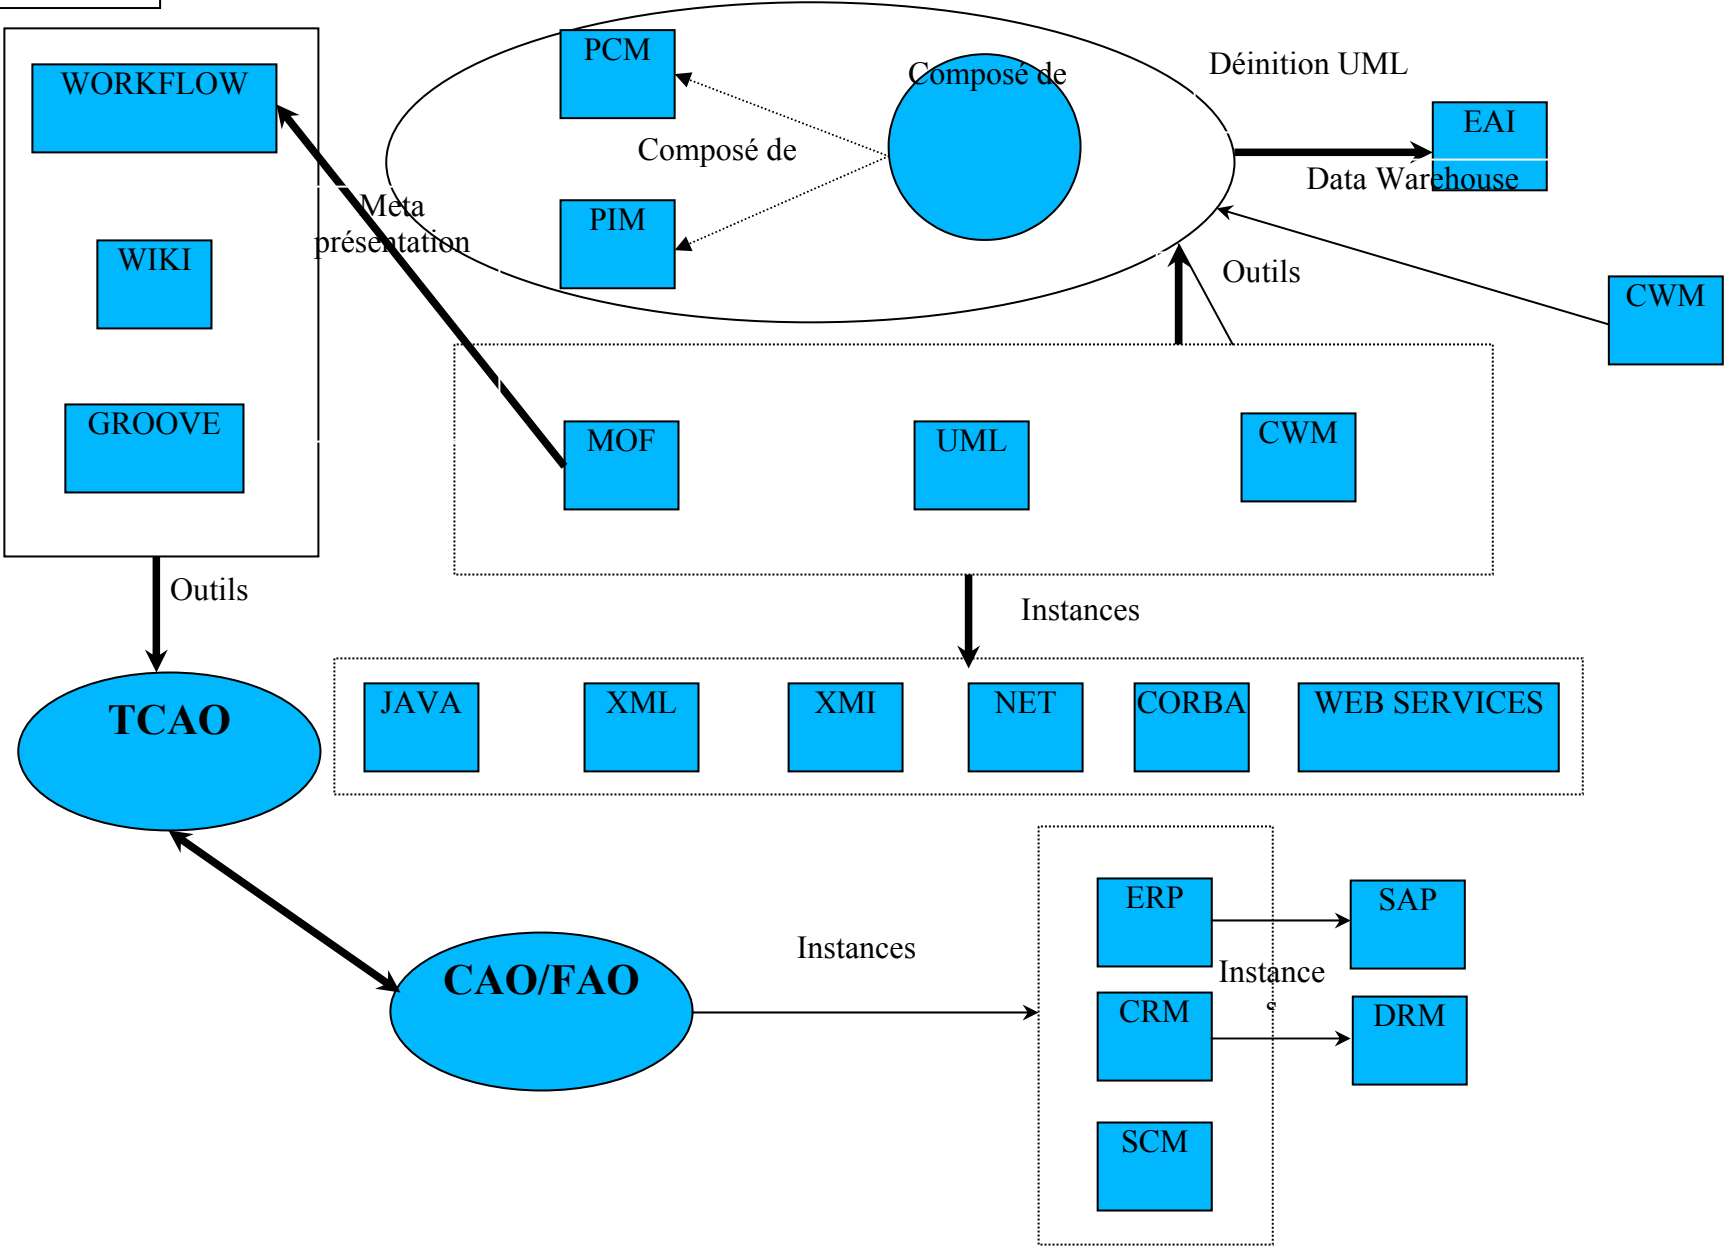 PCM
Composé de
Déinition UML
WORKFLOW
EAI
Composé de
Data Warehouse
Méta
présentation
PIM
WIKI
Outils
CWM
GROOVE
MOF
UML
CWM
Outils
Instances
TCAO
JAVA
XML
XMI
NET
CORBA
WEB SERVICES
ERP
SAP
Instances
CAO/FAO
Instance
s
CRM
DRM
SCM